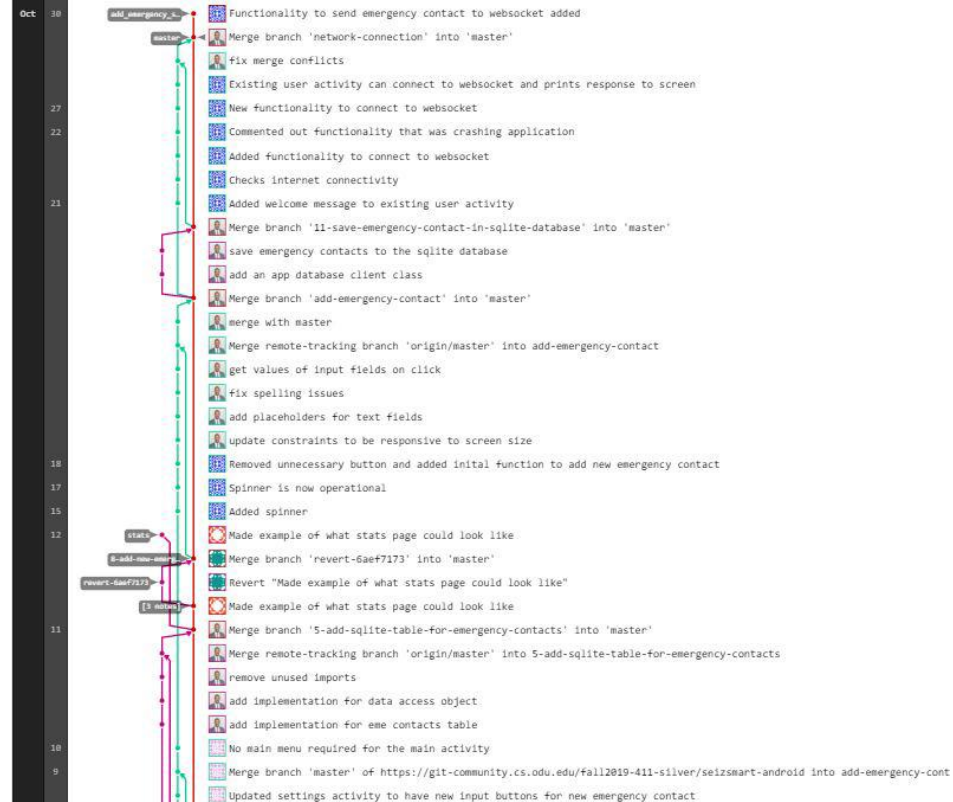 Oct 30 add_emergency_s… Functionality to send emergency contact to websocket added
master Merge branch 'network-connection' into 'master'
fix merge conflicts
Existing user activity can connect to websocket and prints response to screen
27 New functionality to connect to websocket
22 Commented out functionality that was crashing application
Added functionality to connect to websocket
Checks internet connectivity
21 Added welcome message to existing user activity
Merge branch '11-save-emergency-contact-in-sqlite-database' into 'master'
save emergency contacts to the sqlite database
add an app database client class
Merge branch 'add-emergency-contact' into 'master'
merge with master
Merge remote-tracking branch 'origin/master' into add-emergency-contact
get values of input fields on click
fix spelling issues
add placeholders for text fields
update constraints to be responsive to screen size
18 Removed unnecessary button and added inital function to add new emergency contact
17 Spinner is now operational
15 Added spinner
12 stats Made example of what stats page could look like
8-add-new-emerg… Merge branch 'revert-6aef7173' into 'master'
revert-6aef7173 Revert "Made example of what stats page could look like"
[3 notes] Made example of what stats page could look like
11 Merge branch '5-add-sqlite-table-for-emergency-contacts' into 'master'
Merge remote-tracking branch 'origin/master' into 5-add-sqlite-table-for-emergency-contacts
remove unused imports
add implementation for data access object
add implementation for eme contacts table
10 No main menu required for the main activity
9 Merge branch 'master' of https://git-community.cs.odu.edu/fall2019-411-silver/seizsmart-android into add-emergency-cont
Updated settings activity to have new input buttons for new emergency contact